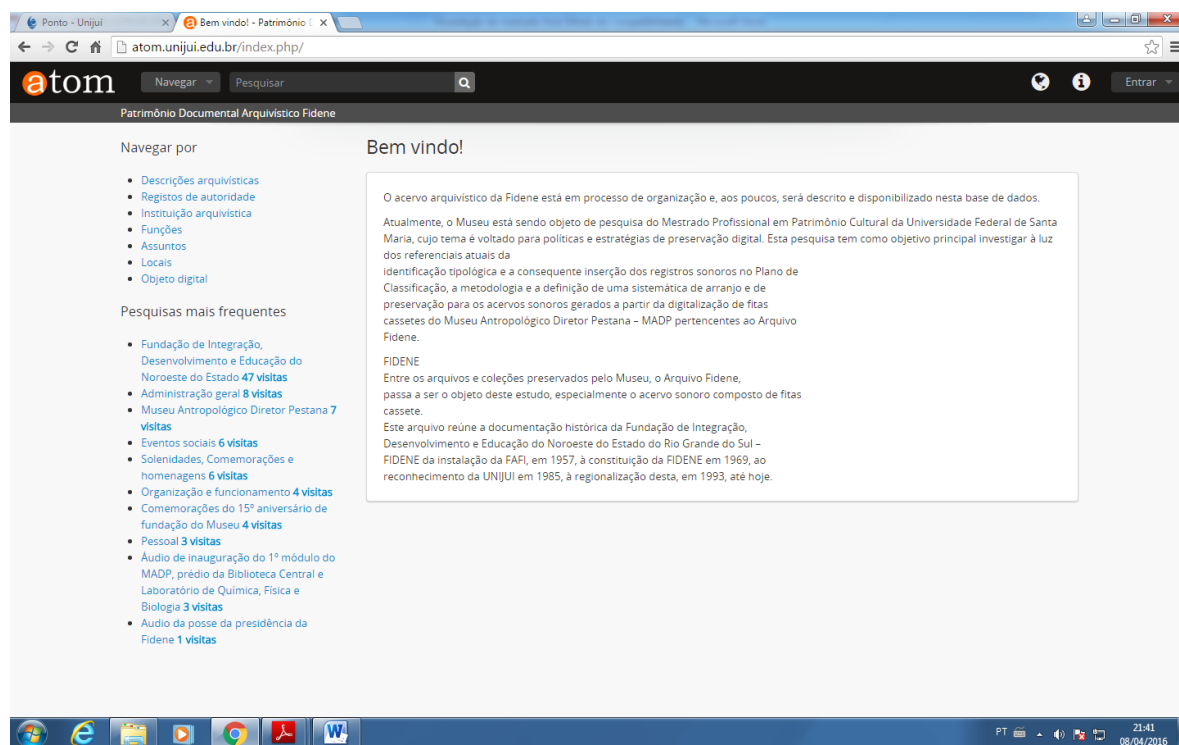 Ponto - Unijui
Bem vindo! - Patrimônio
atom.unijui.edu.br/index.php/
atom
Navegar
Pesquisar
Entrar
Patrimônio Documental Arquivístico Fidene
Navegar por
Descrições arquivísticas
Registos de autoridade
Instituição arquivística
Funções
Assuntos
Locais
Objeto digital
Pesquisas mais frequentes
Fundação de Integração,
Desenvolvimento e Educação do
Noroeste do Estado 47 visitas
Administração geral 8 visitas
Museu Antropológico Diretor Pestana 7
visitas
Eventos sociais 6 visitas
Solenidades, Comemorações e
homenagens 6 visitas
Organização e funcionamento 4 visitas
Comemorações do 15º aniversário de
fundação do Museu 4 visitas
Pessoal 3 visitas
Áudio de inauguração do 1º módulo do
MADP, prédio da Biblioteca Central e
Laboratório de Química, Física e
Biologia 3 visitas
Audio da posse da presidência da
Fidene 1 visitas
Bem vindo!
O acervo arquivístico da Fidene está em processo de organização e, aos poucos, será descrito e disponibilizado nesta base de dados.
Atualmente, o Museu está sendo objeto de pesquisa do Mestrado Profissional em Patrimônio Cultural da Universidade Federal de Santa
Maria, cujo tema é voltado para políticas e estratégias de preservação digital. Esta pesquisa tem como objetivo principal investigar à luz
dos referenciais atuais da
identificação tipológica e a consequente inserção dos registros sonoros no Plano de
Classificação, a metodologia e a definição de uma sistemática de arranjo e de
preservação para os acervos sonoros gerados a partir da digitalização de fitas
cassetes do Museu Antropológico Diretor Pestana – MADP pertencentes ao Arquivo
Fidene.
FIDENE
Entre os arquivos e coleções preservados pelo Museu, o Arquivo Fidene,
passa a ser o objeto deste estudo, especialmente o acervo sonoro composto de fitas
cassete.
Este arquivo reúne a documentação histórica da Fundação de Integração,
Desenvolvimento e Educação do Noroeste do Estado do Rio Grande do Sul –
FIDENE da instalação da FAFI, em 1957, à constituição da FIDENE em 1969, ao
reconhecimento da UNIJUI em 1985, à regionalização desta, em 1993, até hoje.
PT
21:41
08/04/2016